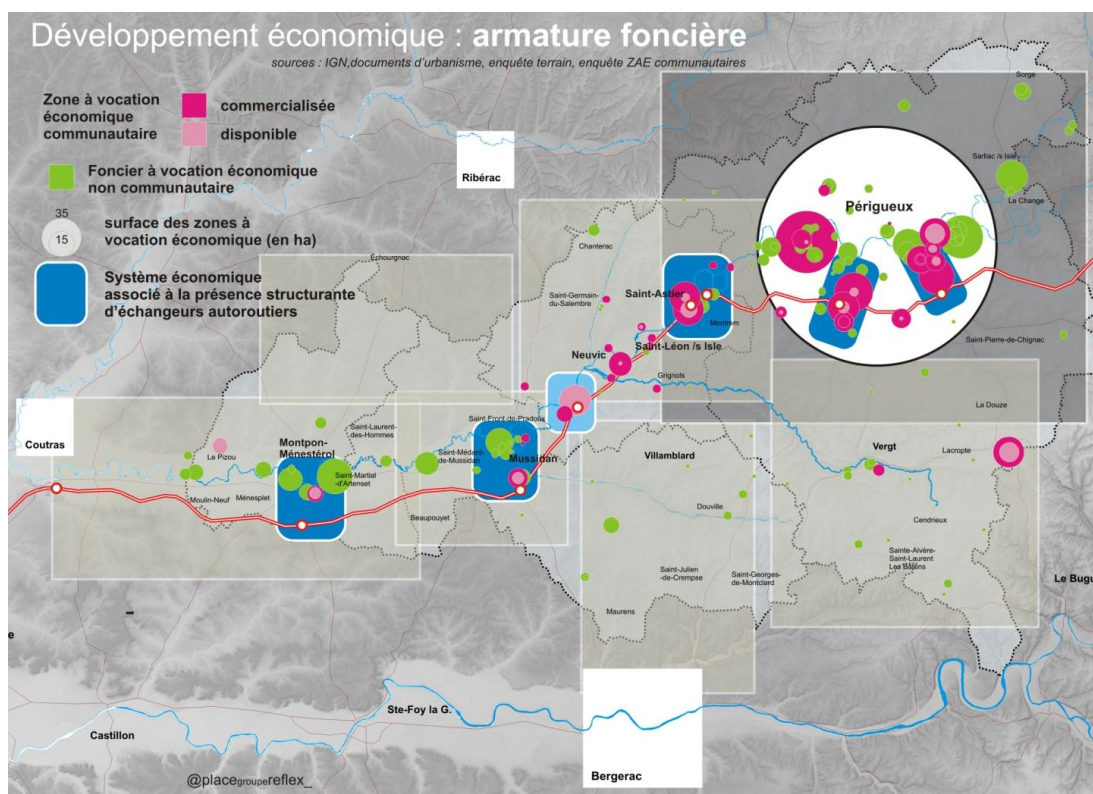 Développement économique : armature foncière
sources : IGN,documents d'urbanisme, enquête terrain, enquête ZAE communautaires
Zone à vocation
économique
communautaire
commercialisée
disponible
Foncier à vocation économique
non communautaire
35
15
surface des zones à
vocation économique (en ha)
Système économique
associé à la présence structurante
d'échangeurs autoroutiers
Ribérac
Sorge
Sarliac /s Isle
Le Change
Périgueux
Chanterac
Échourgnac
Saint-Astier
Saint-Germain
-du-Salembre
Montrem
Saint-Léon /s Isle
Saint-Pierre-de-Chignac
Neuvic
Grignols
La Douze
Coutras
Saint-Front-de-Pradoux
Saint-Laurent
-des-Hommes
Montpon-
Ménestérol
Le Pizou
Saint-Médard-
de-Mussidan
Mussidan
Villamblard
Vergt
Lacropte
Saint-Martial
-d'Artenset
Moulin-Neuf
Ménesplet
Beaupouyet
Douville
Cendrieux
Sainte-Alvère-
Saint-Laurent
Saint-Julien
-de-Crempse
Saint-Georges-
de-Montclard
Le Bugu
Maurens
e
Ste-Foy la G.
Castillon
Bergerac
@placegroupereflex_